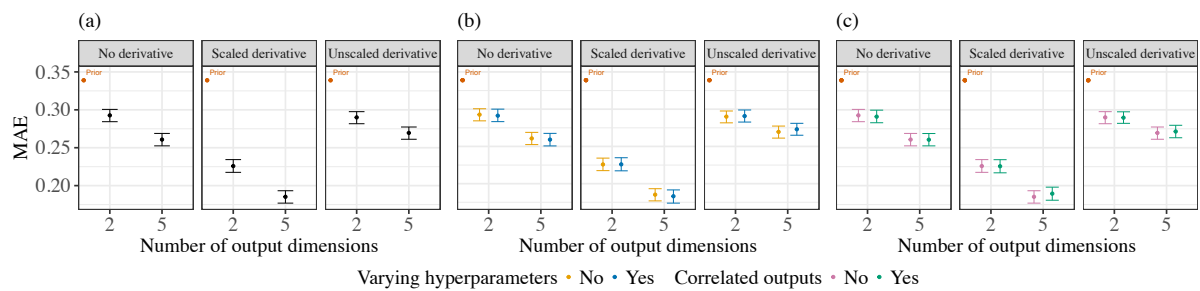 (a) (b) (c)
No derivative Scaled derivative Unscaled derivative No derivative Scaled derivative Unscaled derivative No derivative Scaled derivative Unscaled derivative
Prior Prior Prior Prior Prior Prior Prior Prior Prior
0.35
0.30
0.25
0.20
MAE
2 5 2 5 2 5 2 5 2 5 2 5 2 5 2 5 2 5
Number of output dimensions Number of output dimensions Number of output dimensions
Varying hyperparameters No Yes Correlated outputs No Yes